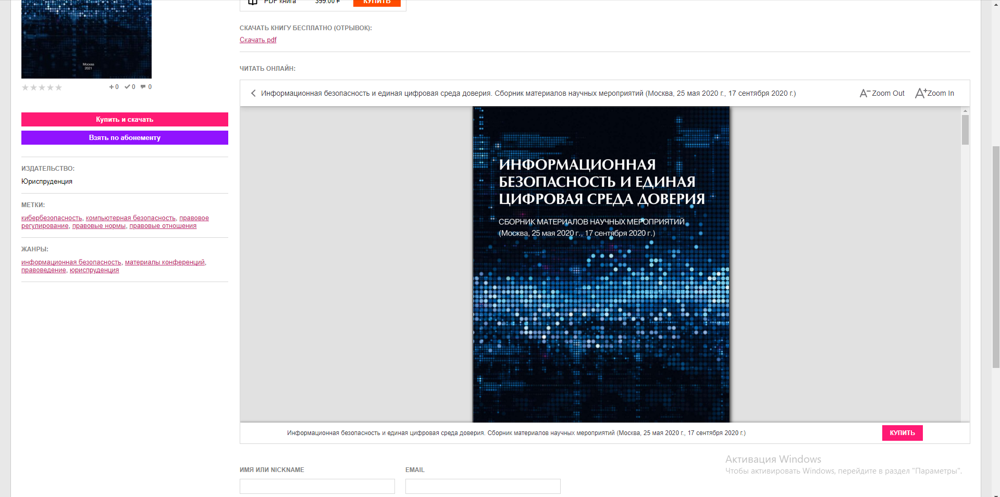 PDF книга 399.00 ₽ КУПИТЬ
СКАЧАТЬ КНИГУ БЕСПЛАТНО (ОТРЫВОК):
Скачать pdf
ЧИТАТЬ ОНЛАЙН:
Москва
2021
+ 0 0 0
Купить и скачать
Взять по абонементу
ИЗДАТЕЛЬСТВО:
Юриспруденция
МЕТКИ:
кибербезопасность, компьютерная безопасность, правовое
регулирование, правовые нормы, правовые отношения
ЖАНРЫ:
информационная безопасность, материалы конференций,
правоведение, юриспруденция
Информационная безопасность и единая цифровая среда доверия. Сборник материалов научных мероприятий (Москва, 25 мая 2020 г., 17 сентября 2020 г.)
A− Zoom Out A+ Zoom In
ИНФОРМАЦИОННАЯ
БЕЗОПАСНОСТЬ И ЕДИНАЯ
ЦИФРОВАЯ СРЕДА ДОВЕРИЯ
СБОРНИК МАТЕРИАЛОВ НАУЧНЫХ МЕРОПРИЯТИЙ
(Москва, 25 мая 2020 г., 17 сентября 2020 г.)
Информационная безопасность и единая цифровая среда доверия. Сборник материалов научных мероприятий (Москва, 25 мая 2020 г., 17 сентября 2020 г.)
КУПИТЬ
ИМЯ ИЛИ NICKNAME
EMAIL
Активация Windows
Чтобы активировать Windows, перейдите в раздел "Параметры".